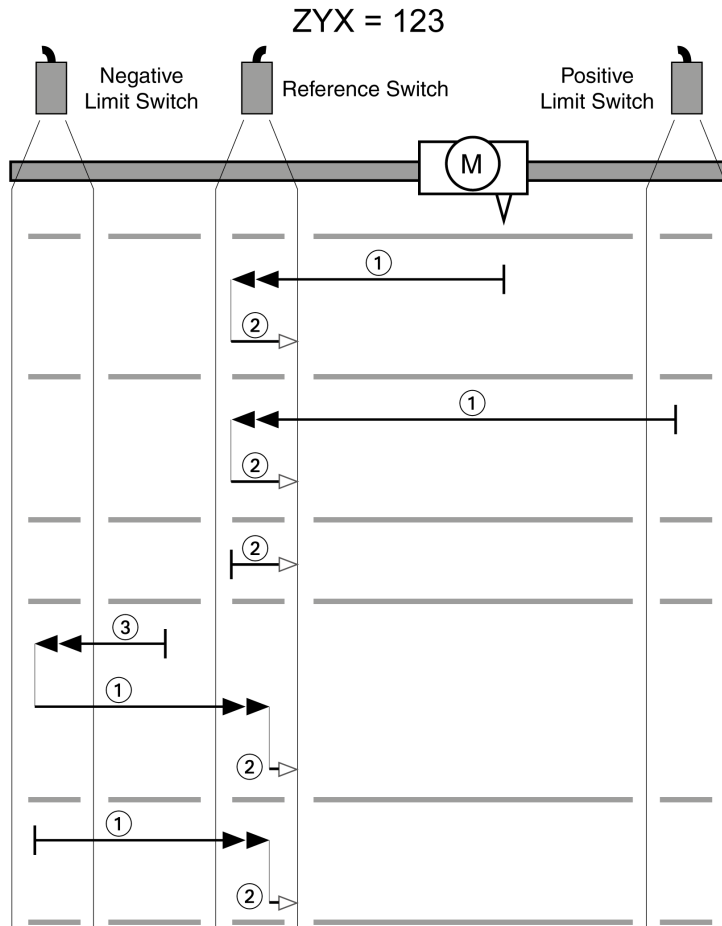 ZYX = 123
Negative
Limit Switch
Reference Switch
Positive
Limit Switch
M
1
2
1
2
2
3
1
2
1
2